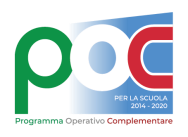 poc
PER LA SCUOLA
2014 - 2020
Programma Operativo Complementare